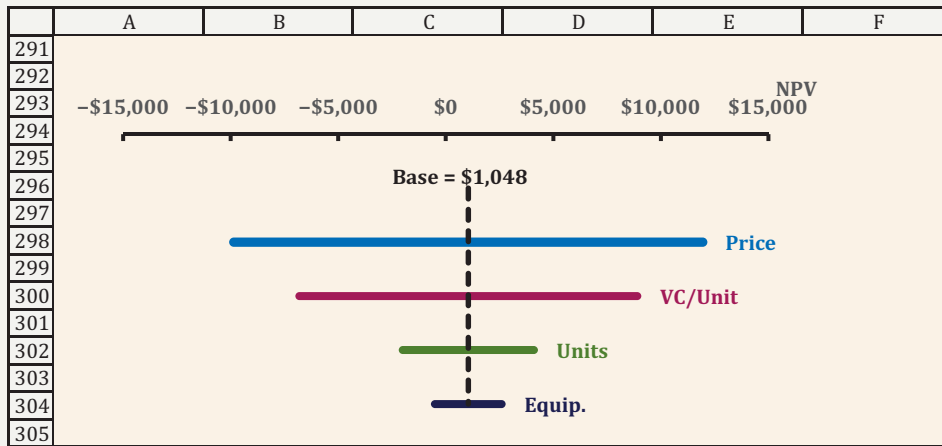 A B C D E F
291
292
293 NPV
–$15,000 –$10,000 –$5,000 $0 $5,000 $10,000 $15,000
294
295
296 Base = $1,048
297
298 Price
299
300 VC/Unit
301
302 Units
303
304 Equip.
305